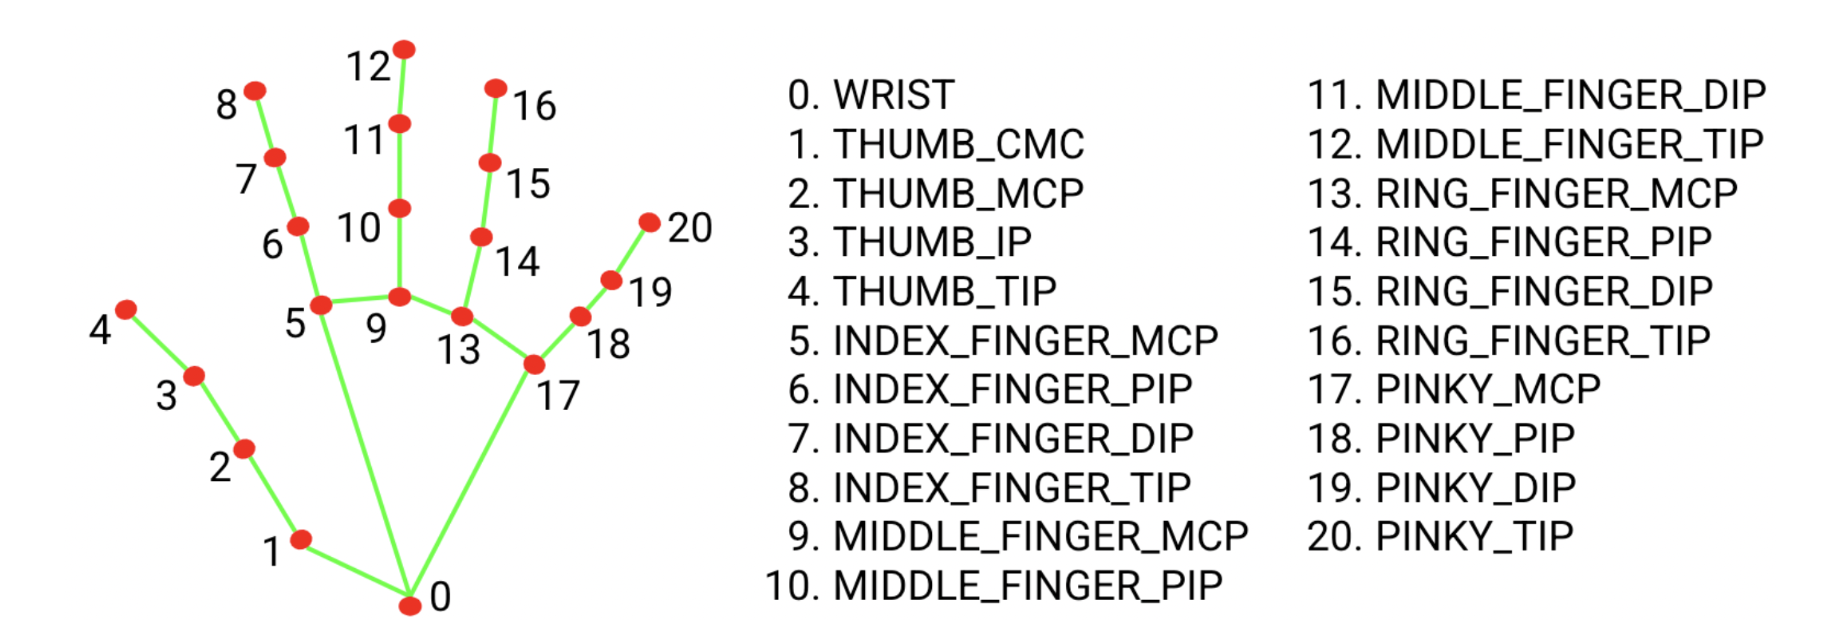 12
8
16
11
7
15
10
6
14
20
19
4
5
9
13
18
3
17
2
1
0
0. WRIST
1. THUMB_CMC
2. THUMB_MCP
3. THUMB_IP
4. THUMB_TIP
5. INDEX_FINGER_MCP
6. INDEX_FINGER_PIP
7. INDEX_FINGER_DIP
8. INDEX_FINGER_TIP
9. MIDDLE_FINGER_MCP
10. MIDDLE_FINGER_PIP
11. MIDDLE_FINGER_DIP
12. MIDDLE_FINGER_TIP
13. RING_FINGER_MCP
14. RING_FINGER_PIP
15. RING_FINGER_DIP
16. RING_FINGER_TIP
17. PINKY_MCP
18. PINKY_PIP
19. PINKY_DIP
20. PINKY_TIP